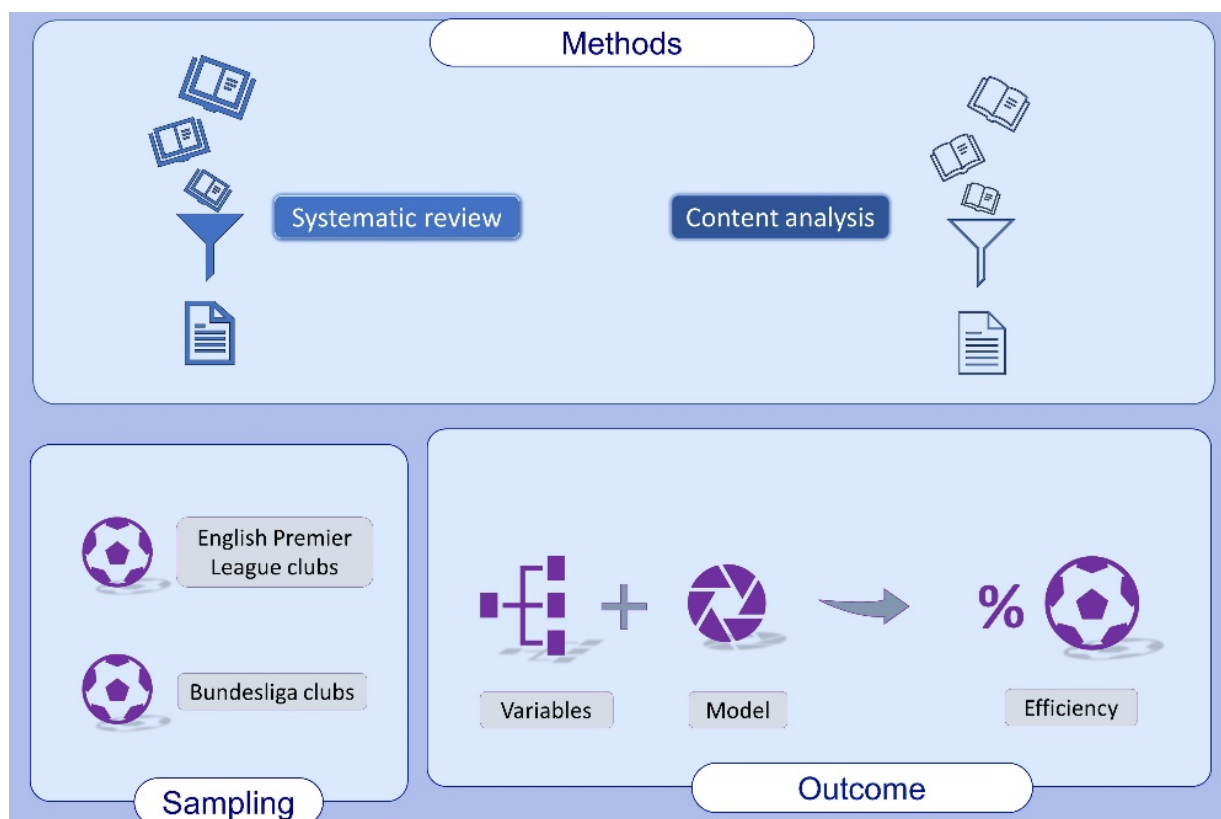 Methods
Systematic review
Content analysis
English Premier
League clubs
Bundesliga clubs
Sampling
%
Variables
Model
Efficiency
Outcome